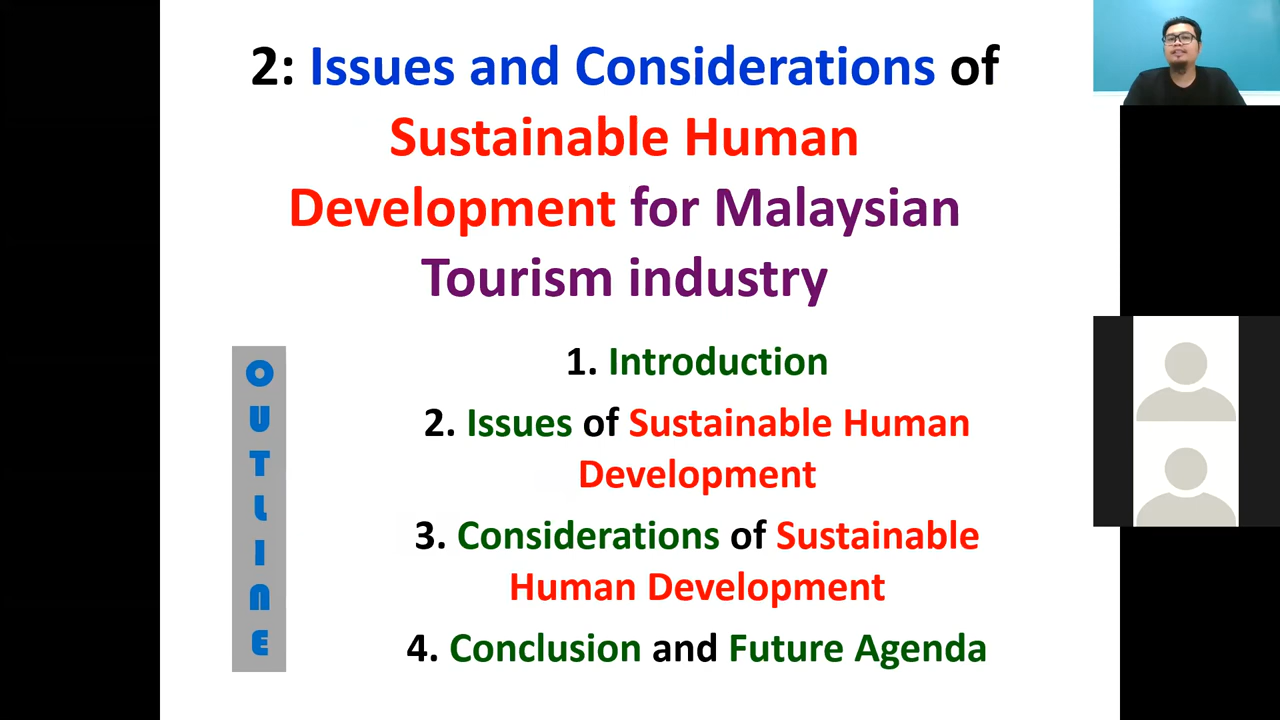 2: Issues and Considerations of
Sustainable Human
Development for Malaysian
Tourism industry
OUTLINE
1. Introduction
2. Issues of Sustainable Human
Development
3. Considerations of Sustainable
Human Development
4. Conclusion and Future Agenda